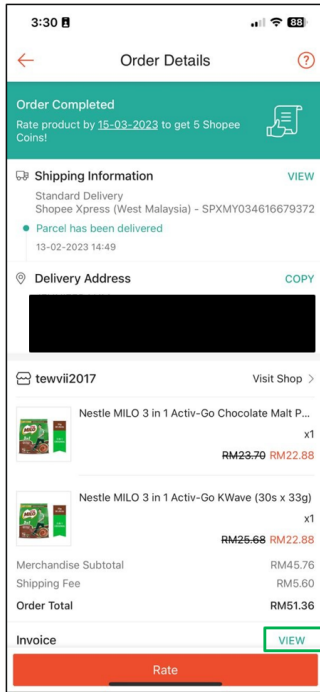 3:30
88
Order Details
?
Order Completed
Rate product by 15-03-2023 to get 5 Shopee
Coins!
Shipping Information VIEW
Standard Delivery
Shopee Xpress (West Malaysia) - SPXMY034616679372
Parcel has been delivered
13-02-2023 14:49
Delivery Address COPY
tewvii2017 Visit Shop >
Nestle MILO 3 in 1 Activ-Go Chocolate Malt P...
x1
RM23.70 RM22.88
MILO
Nestle MILO 3 in 1 Activ-Go KWave (30s x 33g)
x1
RM25.68 RM22.88
MILO
Merchandise Subtotal RM45.76
Shipping Fee RM5.60
Order Total RM51.36
Invoice VIEW
Rate